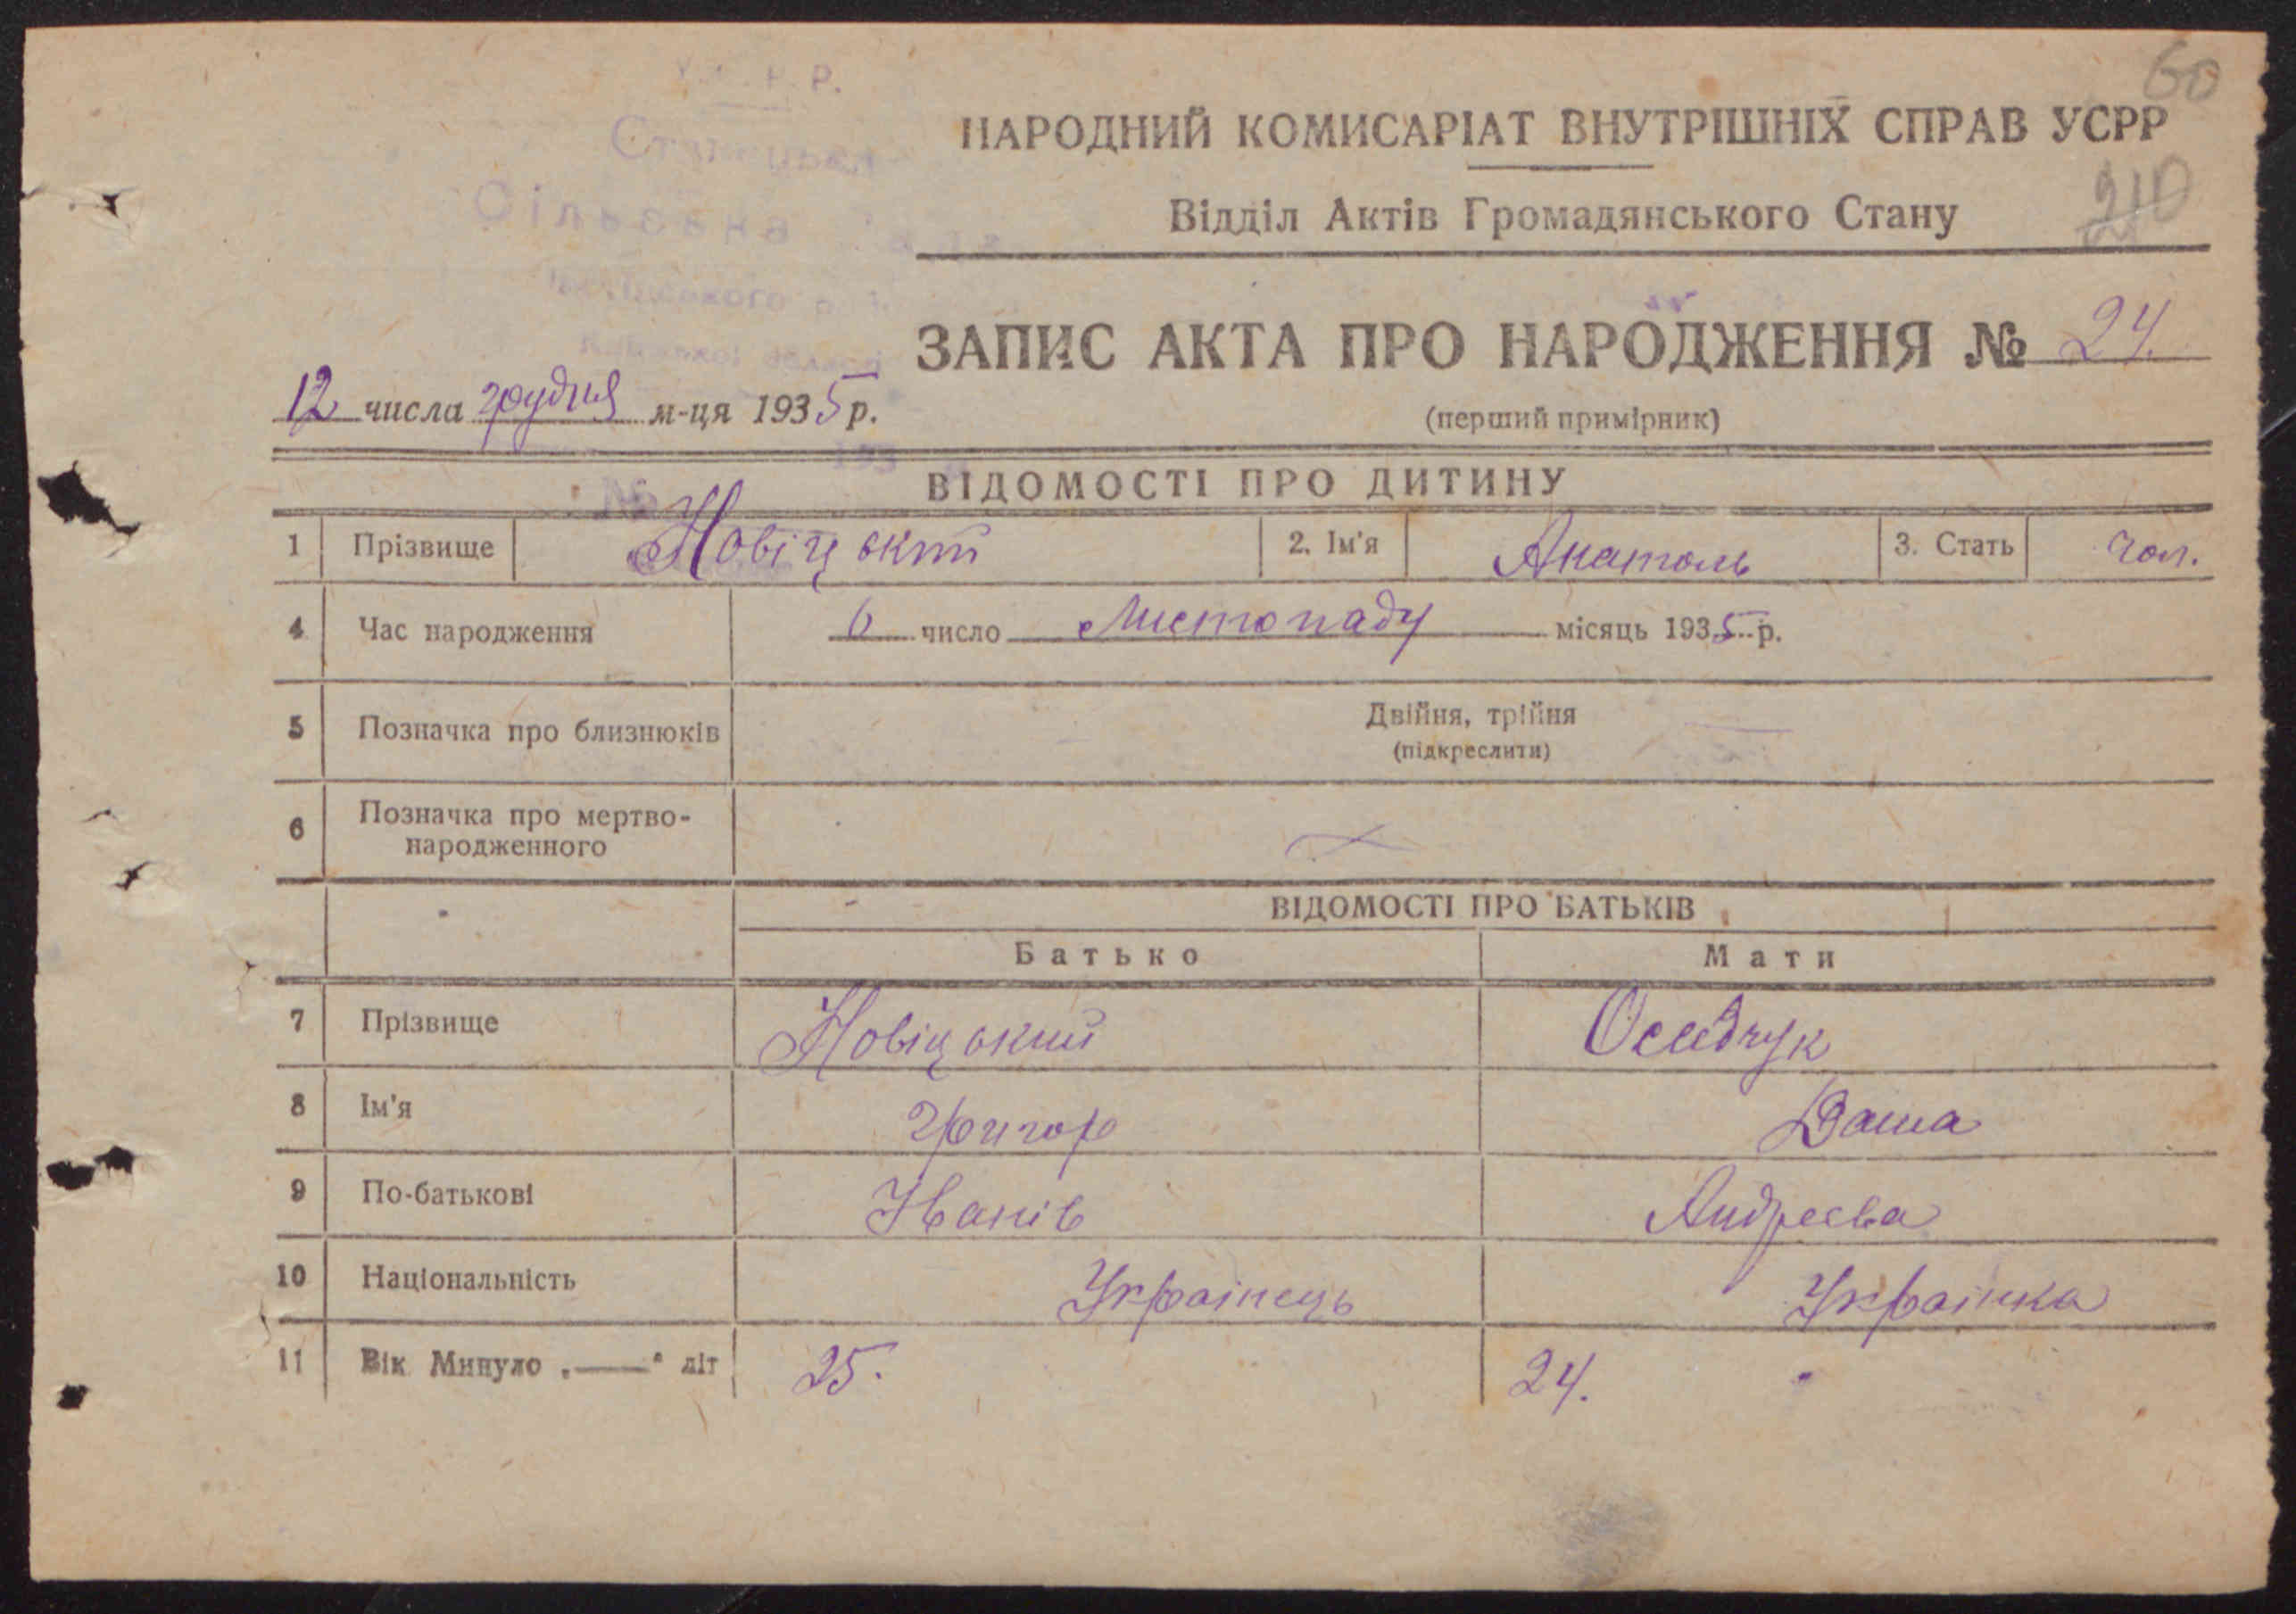 60
НАРОДНИЙ КОМИСАРІАТ ВНУТРІШНІХ СПРАВ УСРР
Відділ Актів Громадянського Стану
210
Сільська
ЗАПИС АКТА ПРО НАРОДЖЕННЯ № 24.
12 числа грудня м-ця 1935 р.
(перший примірник)
ВІДОМОСТІ ПРО ДИТИНУ
1 Прізвище Новіцький 2. Ім'я Анатоль 3. Стать чол.
4 Час народження 6 число Листопаду місяць 1935 р.
5 Позначка про близнюків Двійня, трійня
(підкреслити)
6 Позначка про мертво-
народженного
ВІДОМОСТІ ПРО БАТЬКІВ
Батько Мати
7 Прізвище Новіцький Оседчук
8 Ім'я Григор Даша
9 По-батькові Іванів Андреєва
10 Національність Українець Українка
11 Вік Минуло „——“ літ 25. 24.